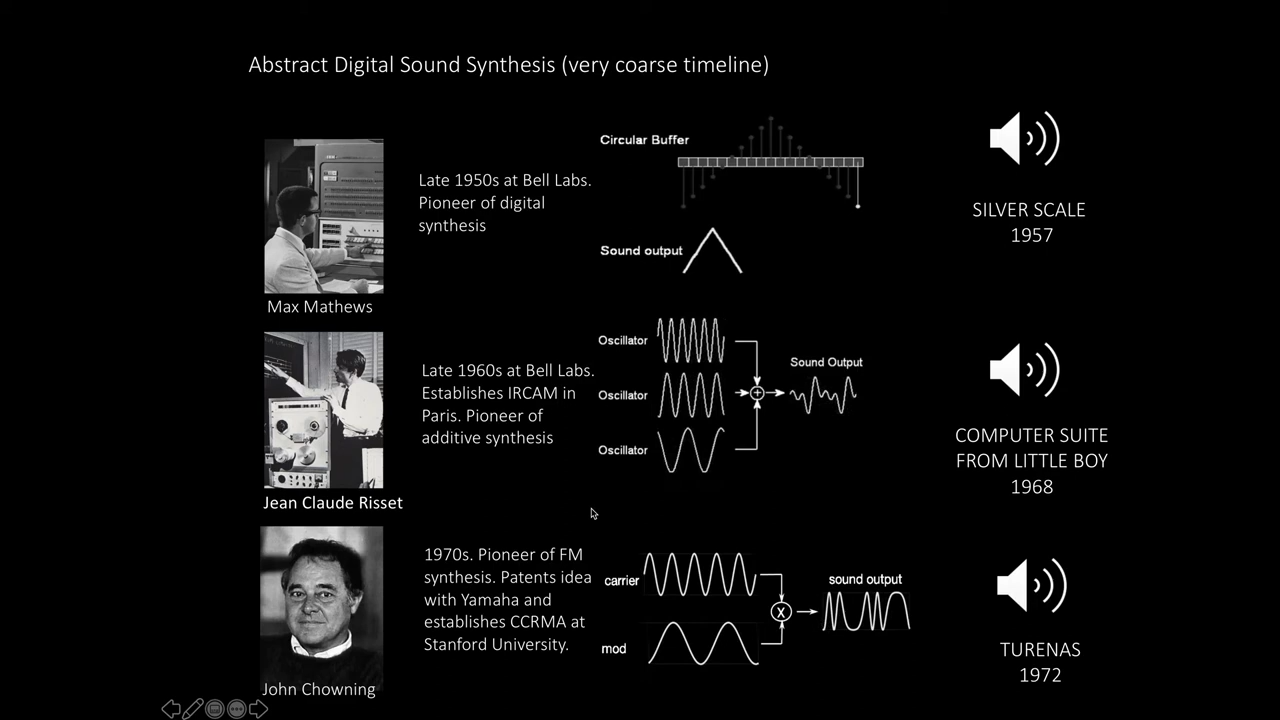 Abstract Digital Sound Synthesis (very coarse timeline)
Late 1950s at Bell Labs.
Pioneer of digital
synthesis
Max Mathews
Circular Buffer
Sound output
SILVER SCALE
1957
Late 1960s at Bell Labs.
Establishes IRCAM in
Paris. Pioneer of
additive synthesis
Jean Claude Risset
Oscillator
Oscillator
Oscillator
Sound Output
COMPUTER SUITE
FROM LITTLE BOY
1968
1970s. Pioneer of FM
synthesis. Patents idea
with Yamaha and
establishes CCRMA at
Stanford University.
John Chowning
carrier
mod
X
sound output
TURENAS
1972